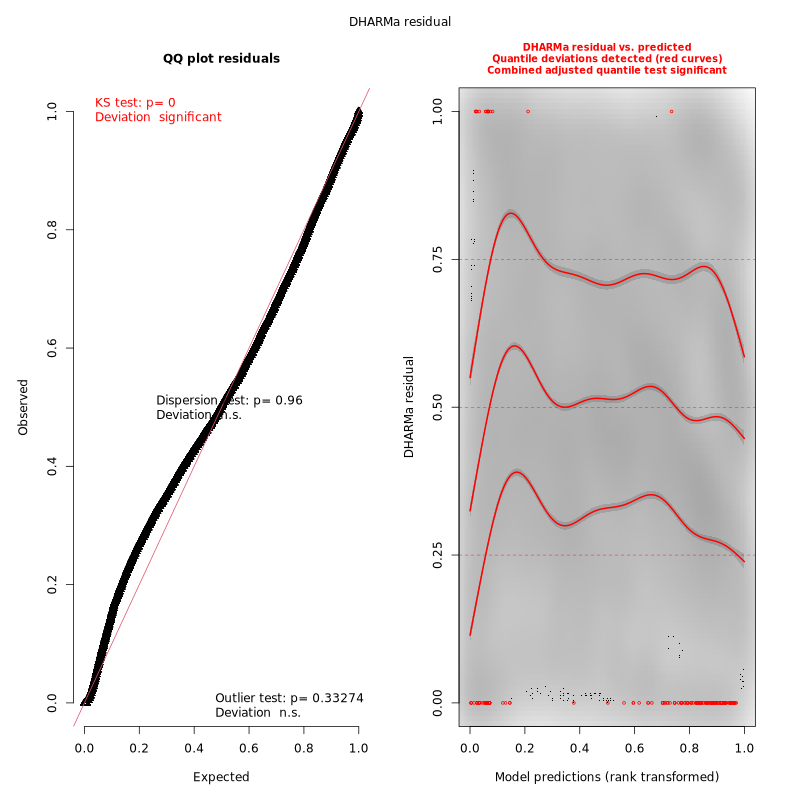 DHARMa residual
QQ plot residuals
KS test: p= 0
Deviation  significant
Dispersion test: p= 0.96
Deviation n.s.
Outlier test: p= 0.33274
Deviation  n.s.
Observed
0.0
0.2
0.4
0.6
0.8
1.0
0.0
0.2
0.4
0.6
0.8
1.0
Expected
DHARMa residual vs. predicted
Quantile deviations detected (red curves)
Combined adjusted quantile test significant
DHARMa residual
0.00
0.25
0.50
0.75
1.00
0.0
0.2
0.4
0.6
0.8
1.0
Model predictions (rank transformed)